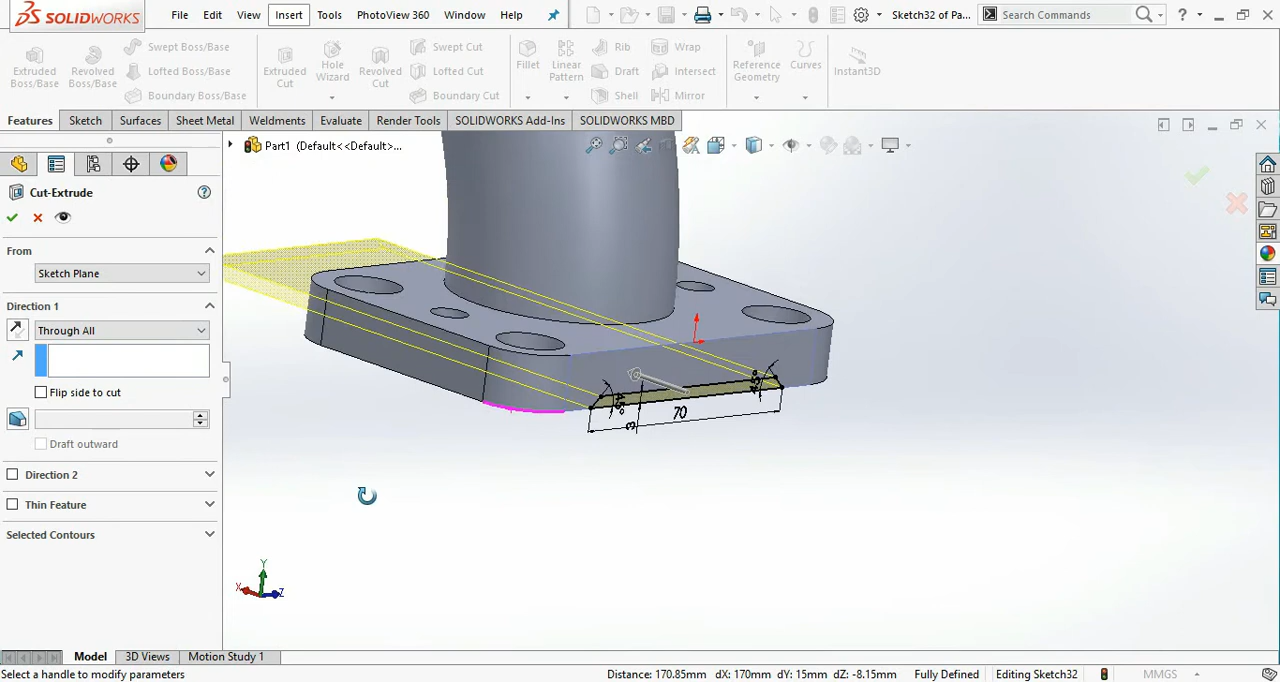 SOLIDWORKS File Edit View Insert Tools PhotoView 360 Window Help Sketch32 of Pa... Search Commands ?
Extruded Boss/Base Revolved Boss/Base Swept Boss/Base Lofted Boss/Base Boundary Boss/Base Extruded Cut Hole Wizard Revolved Cut Swept Cut Lofted Cut Boundary Cut Fillet Linear Pattern Rib Draft Shell Wrap Intersect Mirror Reference Geometry Curves Instant3D
Features Sketch Surfaces Sheet Metal Weldments Evaluate Render Tools SOLIDWORKS Add-Ins SOLIDWORKS MBD
Part1 (Default<<Default>...
Cut-Extrude ?
From
Sketch Plane
Direction 1
Through All
Flip side to cut
Draft outward
Direction 2
Thin Feature
Selected Contours
45°
45°
70
3
Y
X
Z
Model 3D Views Motion Study 1
Select a handle to modify parameters Distance: 170.85mm dX: 170mm dY: 15mm dZ: -8.15mm Fully Defined Editing Sketch32 MMGS